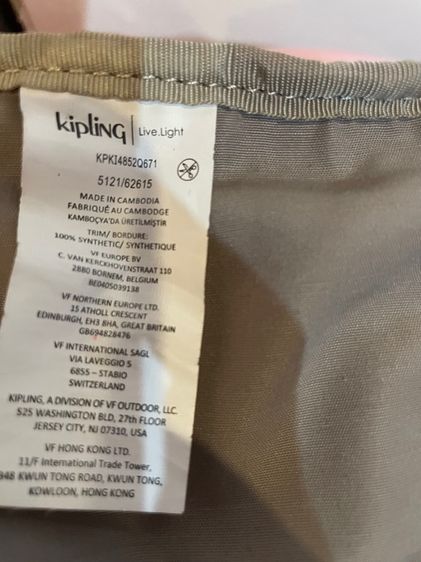 kipling | Live.Light
KPKI4852Q671
5121/62615
MADE IN CAMBODIA
FABRIQUÉ AU CAMBODGE
KAMBOÇYA'DA ÜRETİLMİŞTİR
TRIM/ BORDURE:
100% SYNTHETIC/ SYNTHETIQUE
VF EUROPE BV
C. VAN KERCKHOVENSTRAAT 110
2880 BORNEM, BELGIUM
BE0405039138
VF NORTHERN EUROPE LTD.
15 ATHOLL CRESCENT
EDINBURGH, EH3 8HA, GREAT BRITAIN
GB694828476
VF INTERNATIONAL SAGL
VIA LAVEGGIO 5
6855 – STABIO
SWITZERLAND
KIPLING, A DIVISION OF VF OUTDOOR, LLC.
525 WASHINGTON BLD, 27th FLOOR
JERSEY CITY, NJ 07310, USA
VF HONG KONG LTD.
11/F International Trade Tower,
348 KWUN TONG ROAD, KWUN TONG,
KOWLOON, HONG KONG